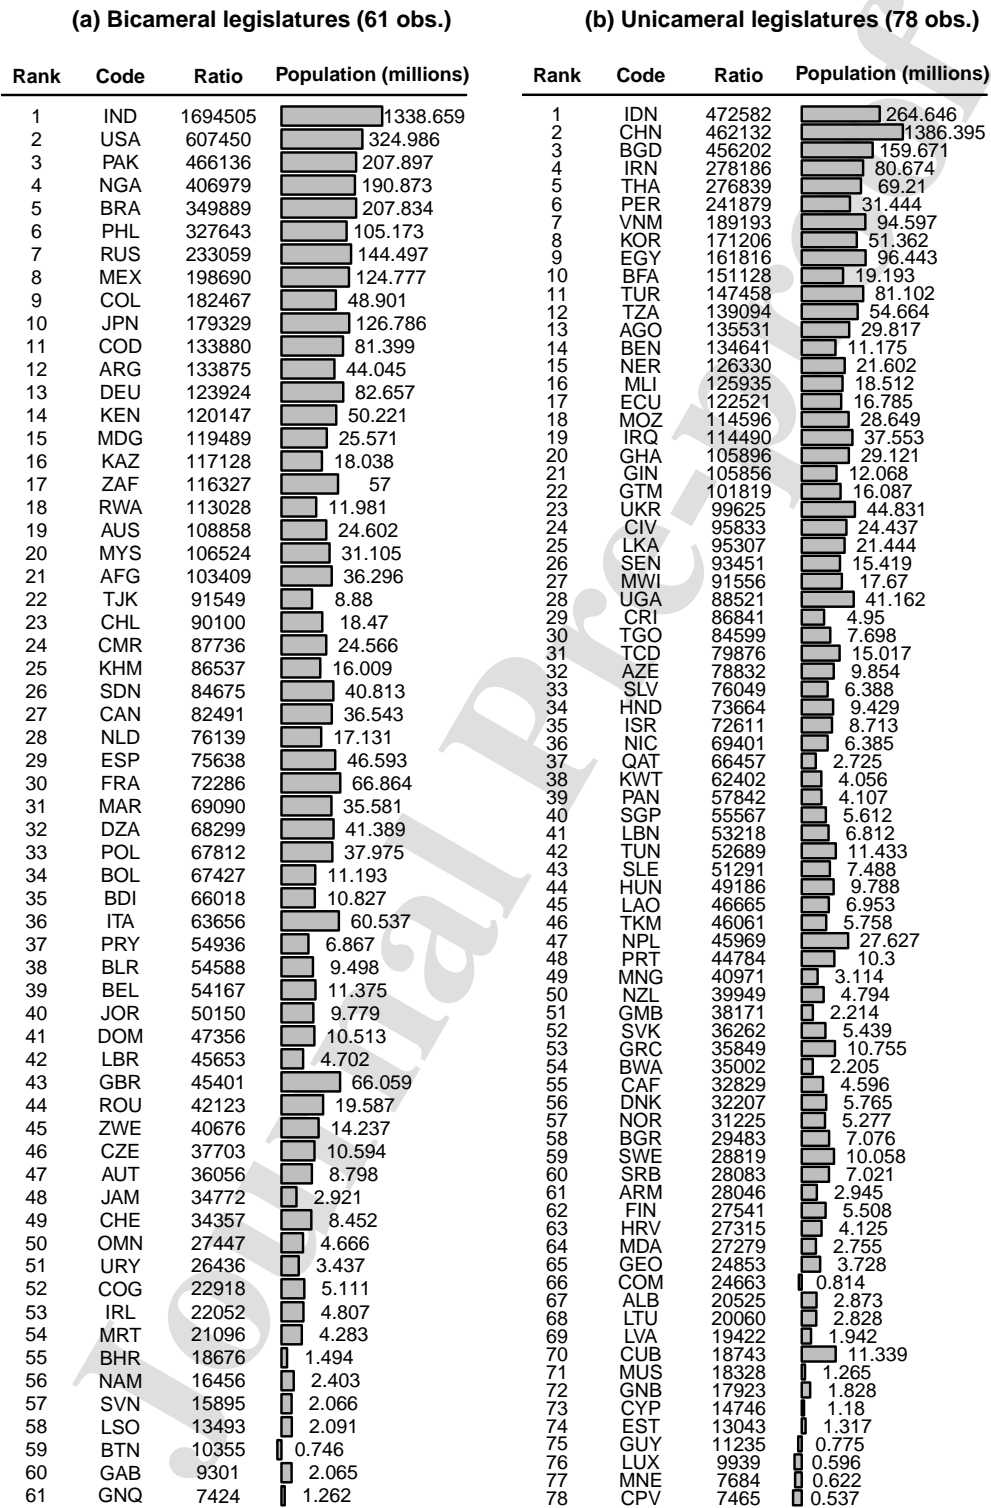 (a) Bicameral legislatures (61 obs.)
Rank Code Ratio Population (millions)
1 IND 1694505 1338.659
2 USA 607450 324.986
3 PAK 466136 207.897
4 NGA 406979 190.873
5 BRA 349889 207.834
6 PHL 327643 105.173
7 RUS 233059 144.497
8 MEX 198690 124.777
9 COL 182467 48.901
10 JPN 179329 126.786
11 COD 133880 81.399
12 ARG 133875 44.045
13 DEU 123924 82.657
14 KEN 120147 50.221
15 MDG 119489 25.571
16 KAZ 117128 18.038
17 ZAF 116327 57
18 RWA 113028 11.981
19 AUS 108858 24.602
20 MYS 106524 31.105
21 AFG 103409 36.296
22 TJK 91549 8.88
23 CHL 90100 18.47
24 CMR 87736 24.566
25 KHM 86537 16.009
26 SDN 84675 40.813
27 CAN 82491 36.543
28 NLD 76139 17.131
29 ESP 75638 46.593
30 FRA 72286 66.864
31 MAR 69090 35.581
32 DZA 68299 41.389
33 POL 67812 37.975
34 BOL 67427 11.193
35 BDI 66018 10.827
36 ITA 63656 60.537
37 PRY 54936 6.867
38 BLR 54588 9.498
39 BEL 54167 11.375
40 JOR 50150 9.779
41 DOM 47356 10.513
42 LBR 45653 4.702
43 GBR 45401 66.059
44 ROU 42123 19.587
45 ZWE 40676 14.237
46 CZE 37703 10.594
47 AUT 36056 8.798
48 JAM 34772 2.921
49 CHE 34357 8.452
50 OMN 27447 4.666
51 URY 26436 3.437
52 COG 22918 5.111
53 IRL 22052 4.807
54 MRT 21096 4.283
55 BHR 18676 1.494
56 NAM 16456 2.403
57 SVN 15895 2.066
58 LSO 13493 2.091
59 BTN 10355 0.746
60 GAB 9301 2.065
61 GNQ 7424 1.262
(b) Unicameral legislatures (78 obs.)
Rank Code Ratio Population (millions)
1 IDN 472582 264.646
2 CHN 462132 1386.395
3 BGD 456202 159.671
4 IRN 278186 80.674
5 THA 276839 69.21
6 PER 241879 31.444
7 VNM 189193 94.597
8 KOR 171206 51.362
9 EGY 161816 96.443
10 BFA 151128 19.193
11 TUR 147458 81.102
12 TZA 139094 54.664
13 AGO 135531 29.817
14 BEN 134641 11.175
15 NER 126330 21.602
16 MLI 125935 18.512
17 ECU 122521 16.785
18 MOZ 114596 28.649
19 IRQ 114490 37.553
20 GHA 105896 29.121
21 GIN 105856 12.068
22 GTM 101819 16.087
23 UKR 99625 44.831
24 CIV 95833 24.437
25 LKA 95307 21.444
26 SEN 93451 15.419
27 MWI 91556 17.67
28 UGA 88521 41.162
29 CRI 86841 4.95
30 TGO 84599 7.698
31 TCD 79876 15.017
32 AZE 78832 9.854
33 SLV 76049 6.388
34 HND 73664 9.429
35 ISR 72611 8.713
36 NIC 69401 6.385
37 QAT 66457 2.725
38 KWT 62402 4.056
39 PAN 57842 4.107
40 SGP 55567 5.612
41 LBN 53218 6.812
42 TUN 52689 11.433
43 SLE 51291 7.488
44 HUN 49186 9.788
45 LAO 46665 6.953
46 TKM 46061 5.758
47 NPL 45969 27.627
48 PRT 44784 10.3
49 MNG 40971 3.114
50 NZL 39949 4.794
51 GMB 38171 2.214
52 SVK 36262 5.439
53 GRC 35849 10.755
54 BWA 35002 2.205
55 CAF 32829 4.596
56 DNK 32207 5.765
57 NOR 31225 5.277
58 BGR 29483 7.076
59 SWE 28819 10.058
60 SRB 28083 7.021
61 ARM 28046 2.945
62 FIN 27541 5.508
63 HRV 27315 4.125
64 MDA 27279 2.755
65 GEO 24853 3.728
66 COM 24663 0.814
67 ALB 20525 2.873
68 LTU 20060 2.828
69 LVA 19422 1.942
70 CUB 18743 11.339
71 MUS 18328 1.265
72 GNB 17923 1.828
73 CYP 14746 1.18
74 EST 13043 1.317
75 GUY 11235 0.775
76 LUX 9939 0.596
77 MNE 7684 0.622
78 CPV 7465 0.537
Journal Pre-proof